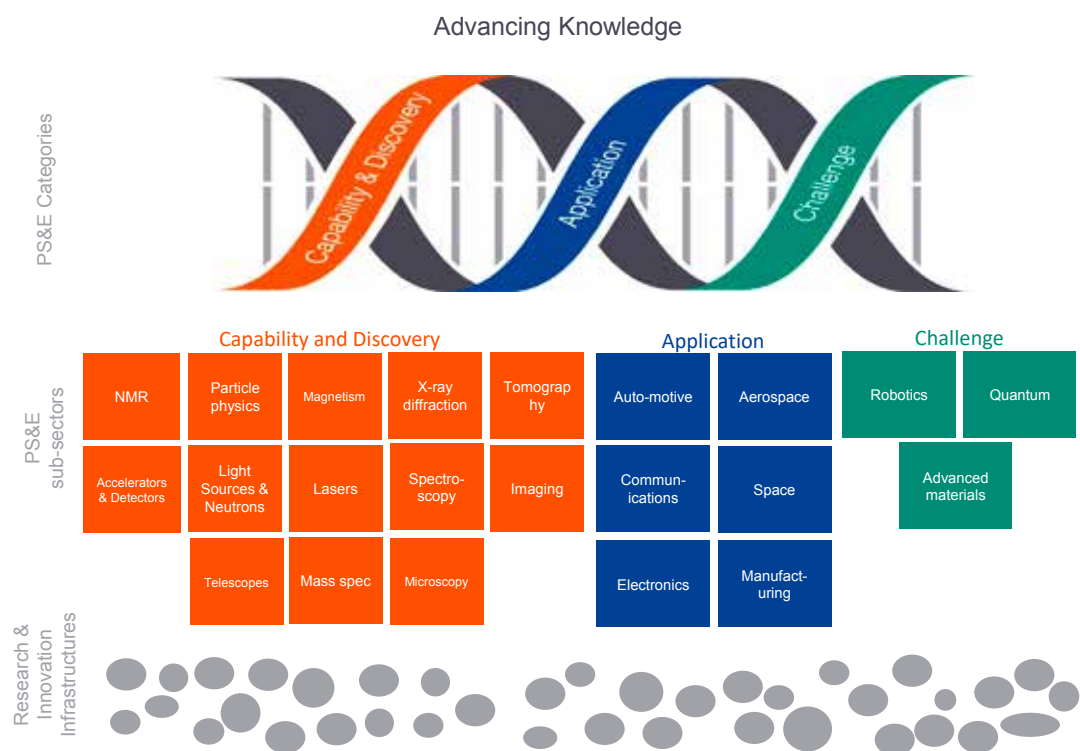 Advancing Knowledge
PS&E Categories
Capability & Discovery
Application
Challenge
PS&E
sub-sectors
Capability and Discovery
Application
Challenge
NMR
Particle
physics
Magnetism
X-ray
diffraction
Tomograp
hy
Auto-motive
Aerospace
Robotics
Quantum
Accelerators
& Detectors
Light
Sources &
Neutrons
Lasers
Spectro-
scopy
Imaging
Commun-
ications
Space
Advanced
materials
Telescopes
Mass spec
Microscopy
Electronics
Manufact-
uring
Research &
Innovation
Infrastructures